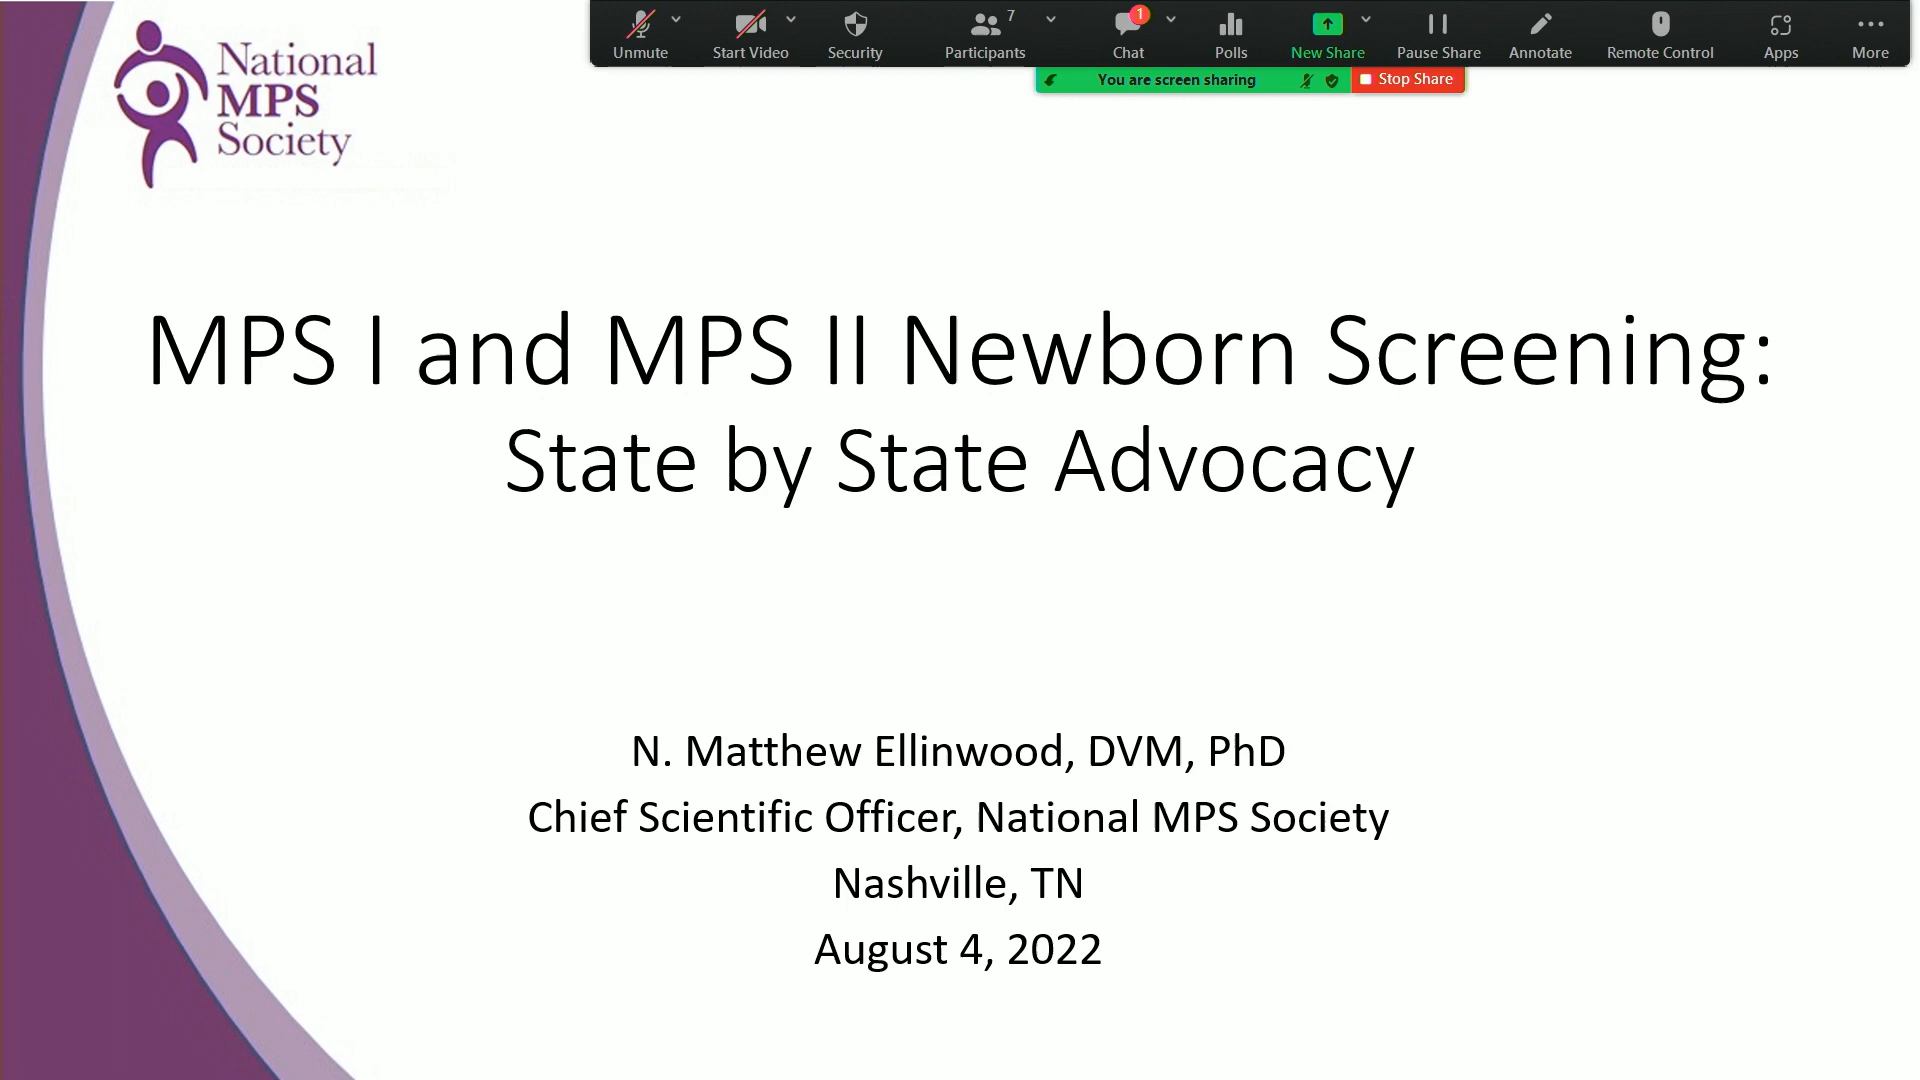 National
MPS
Society
7
1
Unmute
Start Video
Security
Participants
Chat
Polls
New Share
Pause Share
Annotate
Remote Control
Apps
More
You are screen sharing
Stop Share
MPS I and MPS II Newborn Screening:
State by State Advocacy
N. Matthew Ellinwood, DVM, PhD
Chief Scientific Officer, National MPS Society
Nashville, TN
August 4, 2022